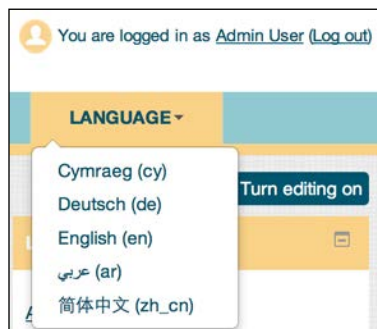 You are logged in as Admin User (Log out)
LANGUAGE
Cymraeg (cy)
Turn editing on
Deutsch (de)
English (en)
عربي (ar)
简体中文 (zh_cn)